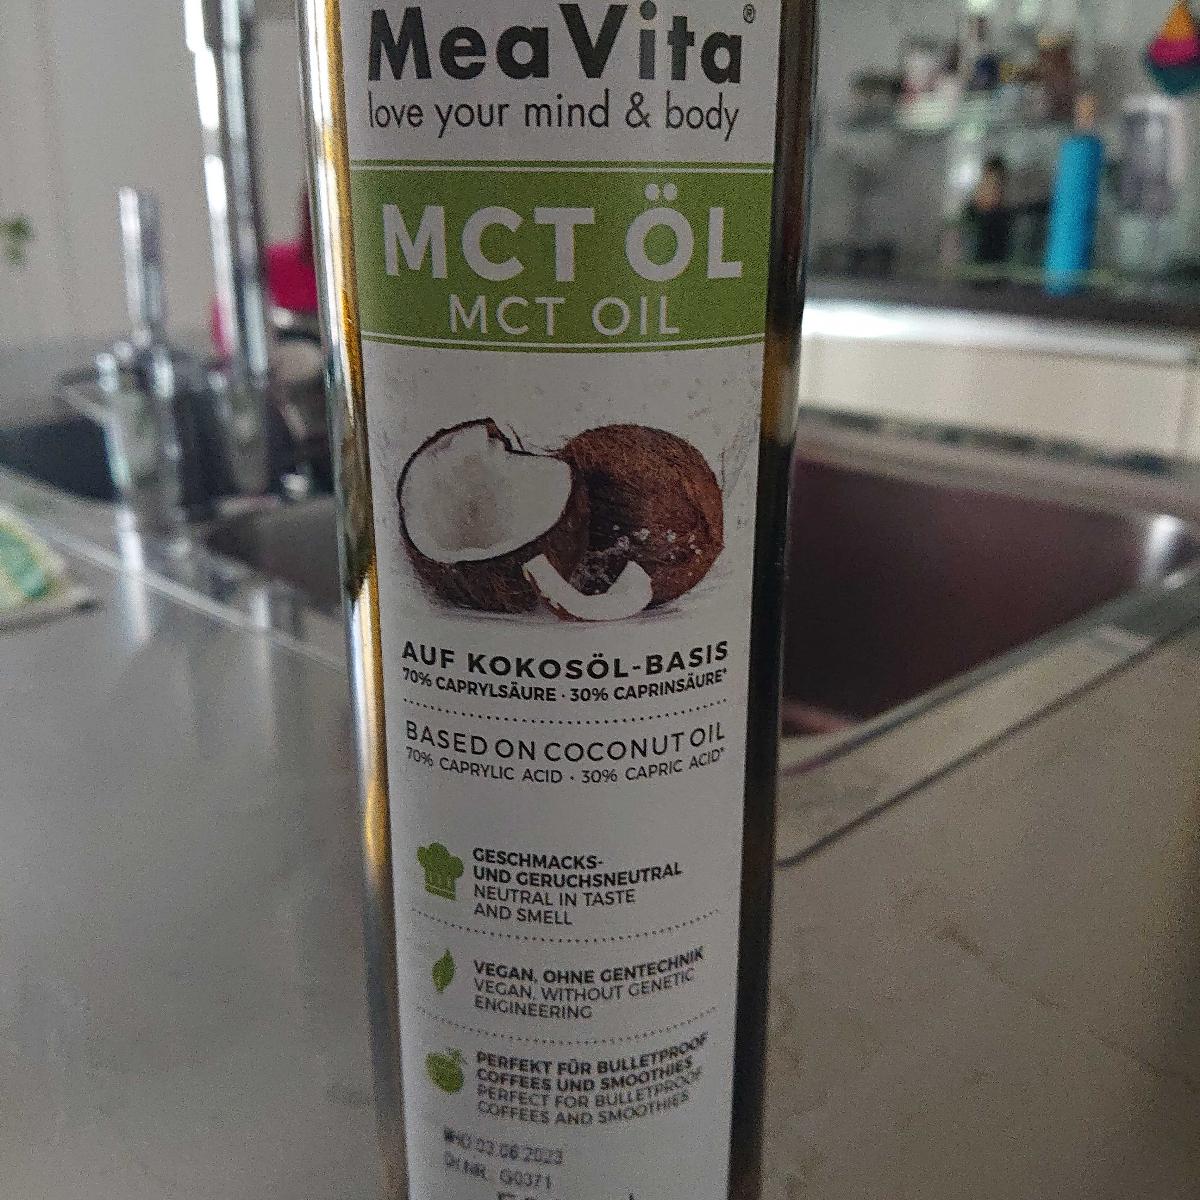 MeaVita®
love your mind & body
MCT ÖL
MCT OIL
AUF KOKOSÖL-BASIS
70% CAPRYLSÄURE · 30% CAPRINSÄURE*
BASED ON COCONUT OIL
70% CAPRYLIC ACID · 30% CAPRIC ACID*
GESCHMACKS-
UND GERUCHSNEUTRAL
NEUTRAL IN TASTE
AND SMELL
VEGAN, OHNE GENTECHNIK
VEGAN, WITHOUT GENETIC
ENGINEERING
PERFEKT FÜR BULLETPROOF
COFFEES UND SMOOTHIES
PERFECT FOR BULLETPROOF
COFFEES AND SMOOTHIES
G0371